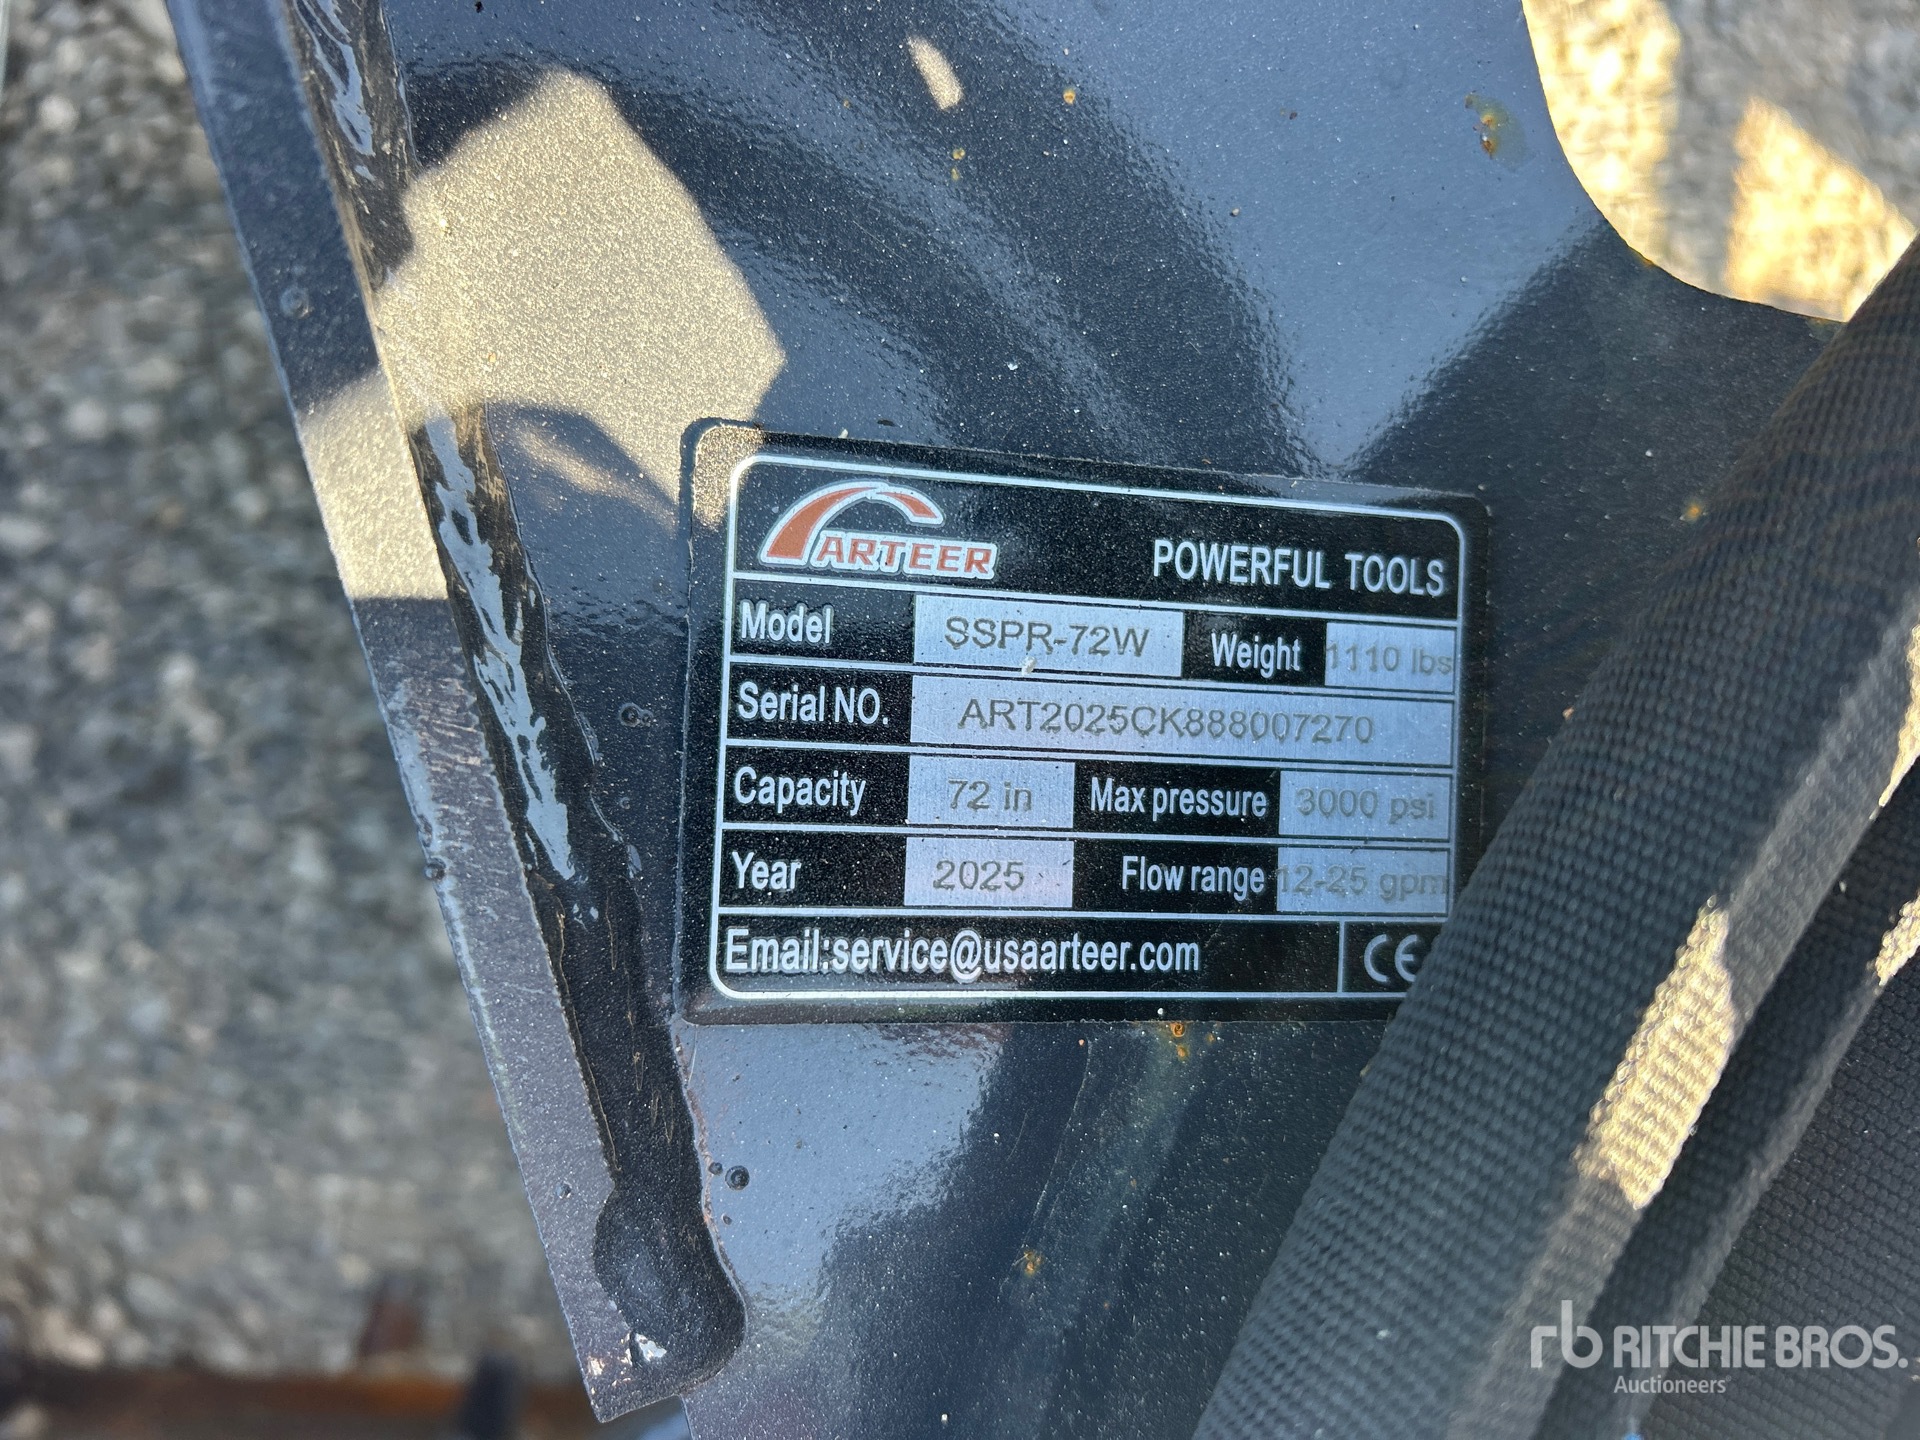 ARTEER
POWERFUL TOOLS
Model SSPR-72W Weight 1110 lbs
Serial NO. ART2025CK888007270
Capacity 72 in Max pressure 3000 psi
Year 2025 Flow range 12-25 gpm
Email:service@usaarteer.com CE
rb RITCHIE BROS.
Auctioneers